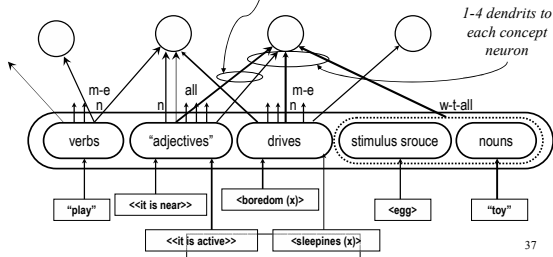 1-4 dendrits to
each concept
neuron
m-e
n
n
all
m-e
n
w-t-all
verbs
"adjectives"
drives
stimulus srouce
nouns
"play"
<<it is near>>
<boredom (x)>
<egg>
"toy"
<<it is active>>
<sleepines (x)>
37